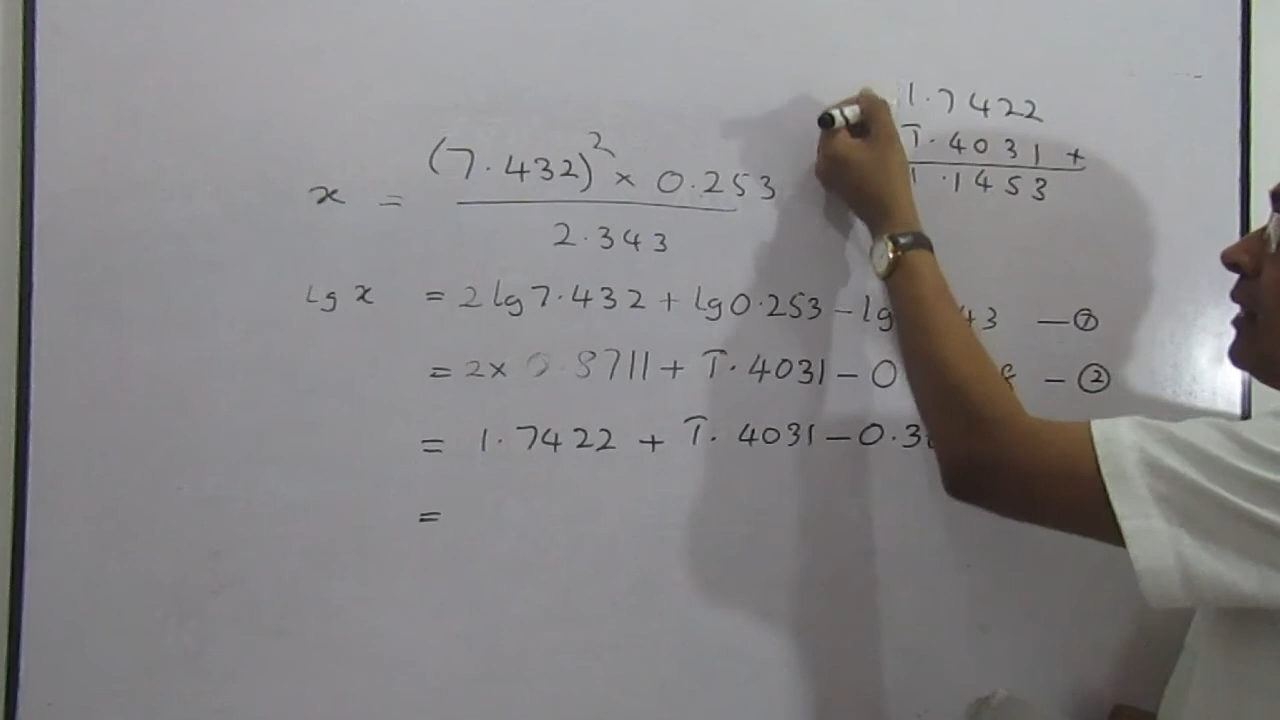 1.7422
1̅.4031 +
1.1453
x = (7.432)² × 0.253
2.343
lg x = 2 lg 7.432 + lg 0.253 – lg 43 — ①
= 2 × 0.8711 + 1̅.4031 – 0 — ②
= 1.7422 + 1̅.4031 – 0.3
=